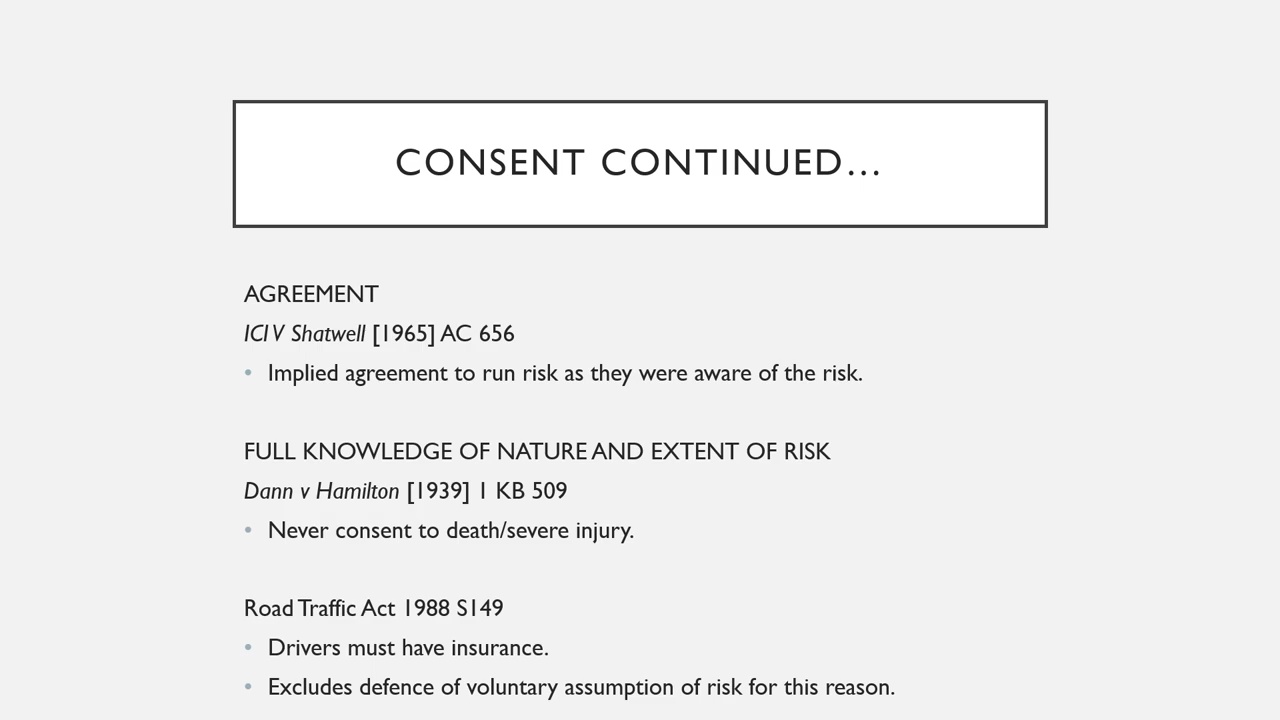 CONSENT CONTINUED...
AGREEMENT
ICI V Shatwell [1965] AC 656
• Implied agreement to run risk as they were aware of the risk.
FULL KNOWLEDGE OF NATURE AND EXTENT OF RISK
Dann v Hamilton [1939] 1 KB 509
• Never consent to death/severe injury.
Road Traffic Act 1988 S149
• Drivers must have insurance.
• Excludes defence of voluntary assumption of risk for this reason.